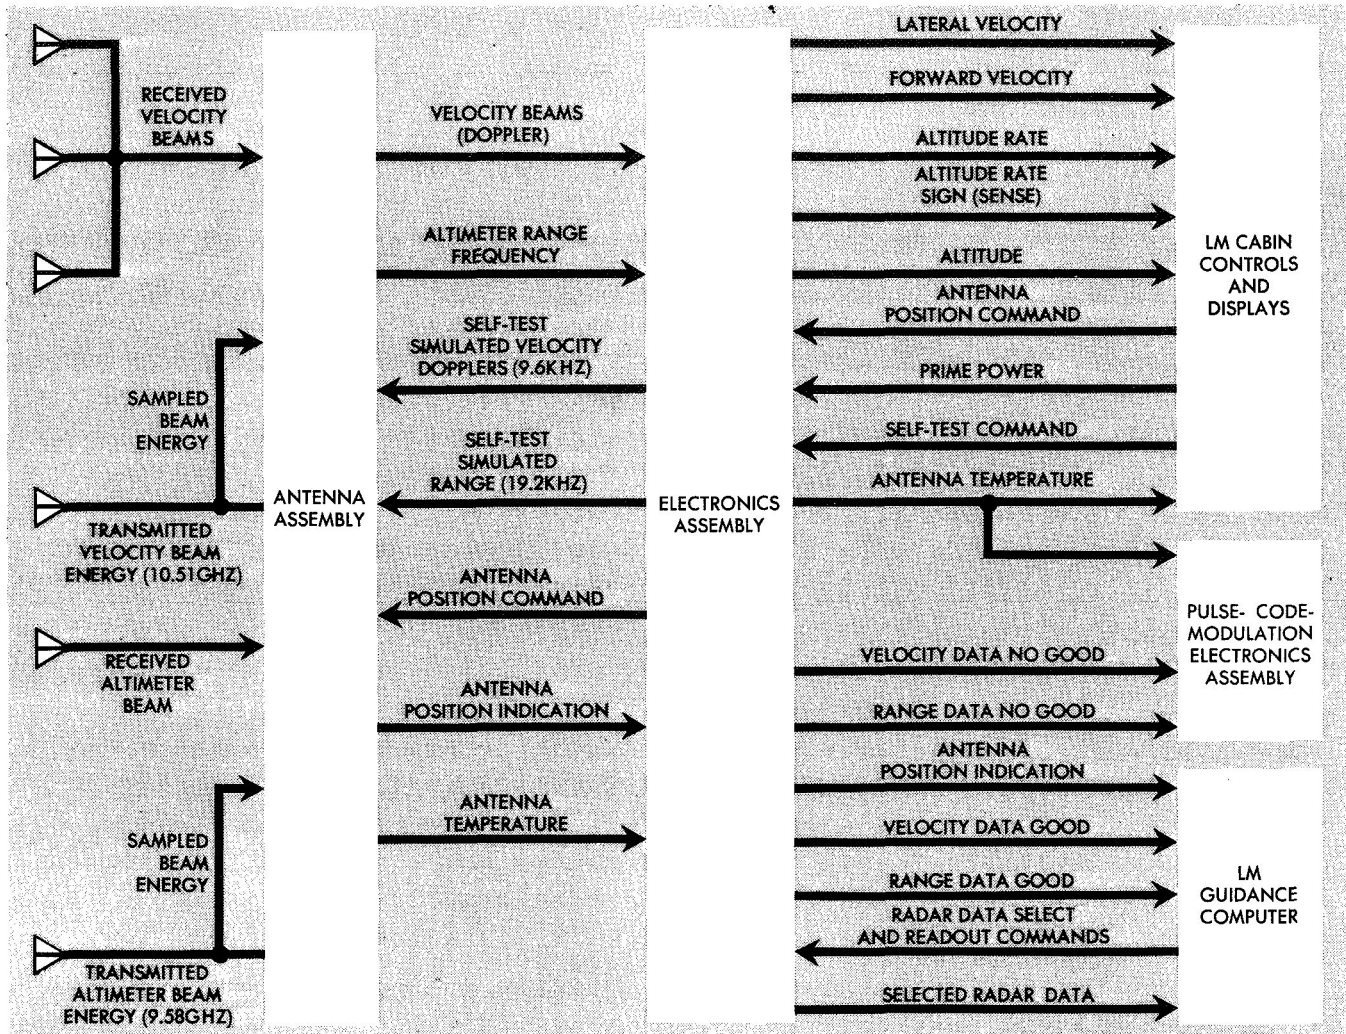 RECEIVED
VELOCITY
BEAMS
SAMPLED
BEAM
ENERGY
TRANSMITTED
VELOCITY BEAM
ENERGY (10.51GHZ)
RECEIVED
ALTIMETER
BEAM
SAMPLED
BEAM
ENERGY
TRANSMITTED
ALTIMETER BEAM
ENERGY (9.58GHZ)
ANTENNA
ASSEMBLY
VELOCITY BEAMS
(DOPPLER)
ALTIMETER RANGE
FREQUENCY
SELF-TEST
SIMULATED VELOCITY
DOPPLERS (9.6KHZ)
SELF-TEST
SIMULATED
RANGE (19.2KHZ)
ANTENNA
POSITION COMMAND
ANTENNA
POSITION INDICATION
ANTENNA
TEMPERATURE
ELECTRONICS
ASSEMBLY
LATERAL VELOCITY
FORWARD VELOCITY
ALTITUDE RATE
ALTITUDE RATE
SIGN (SENSE)
ALTITUDE
ANTENNA
POSITION COMMAND
PRIME POWER
SELF-TEST COMMAND
ANTENNA TEMPERATURE
VELOCITY DATA NO GOOD
RANGE DATA NO GOOD
ANTENNA
POSITION INDICATION
VELOCITY DATA GOOD
RANGE DATA GOOD
RADAR DATA SELECT
AND READOUT COMMANDS
SELECTED RADAR DATA
LM CABIN
CONTROLS
AND
DISPLAYS
PULSE- CODE-
MODULATION
ELECTRONICS
ASSEMBLY
LM
GUIDANCE
COMPUTER